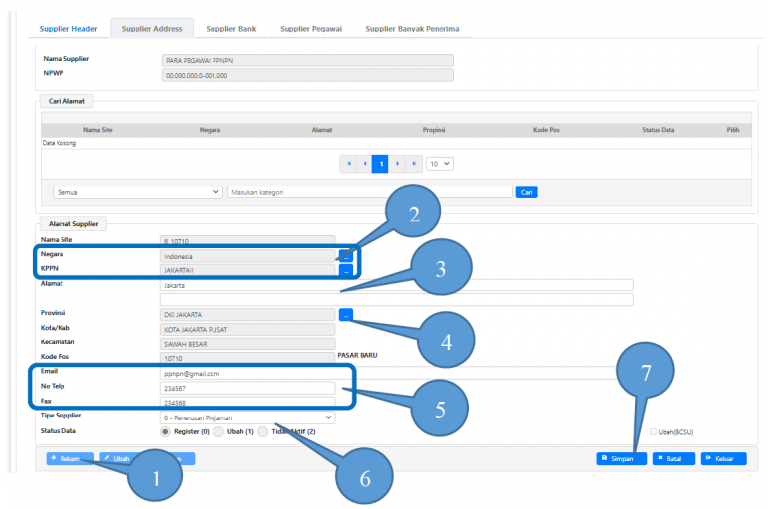 Supplier Header Supplier Address Supplier Bank Supplier Pegawai Supplier Banyak Penerima
Nama Supplier PARA PEGAWAI PPNPN
NPWP 00.000.000.0-001.000
Cari Alamat
Nama Site Negara Alamat Propinsi Kode Pos Status Data Pilih
Data Kosong
1 10
Semua Masukan kategori Cari
2
Alamat Supplier
Nama Site 6_10710
Negara Indonesia ...
3
KPPN JAKARTAII ...
Alamat Jakarta
Provinsi DKI JAKARTA ...
Kota/Kab KOTA JAKARTA PUSAT
4
Kecamatan SAWAH BESAR
Kode Pos 10710 PASAR BARU
Email ppnpn@gmail.com
7
No Telp 234567
Fax 234568
5
Tipe Supplier 6 - Penerusan Pinjaman
Status Data Register (0) Ubah (1) Tidak Aktif (2) Ubah(BCSU)
+ Rekam Ubah Simpan × Batal Keluar
1
6